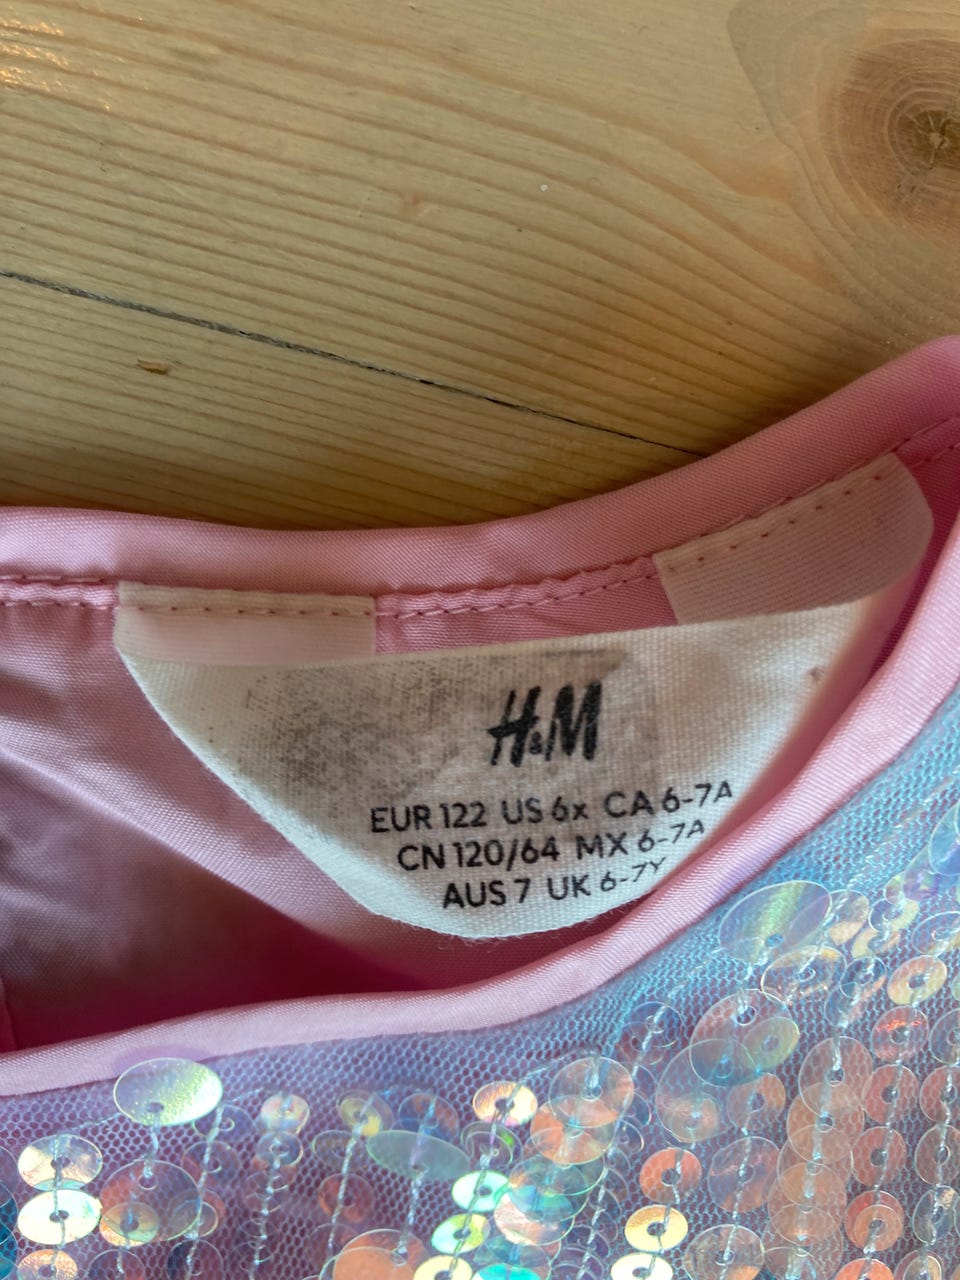 H&M
EUR 122 US 6x CA 6-7A
CN 120/64 MX 6-7A
AUS 7 UK 6-7Y